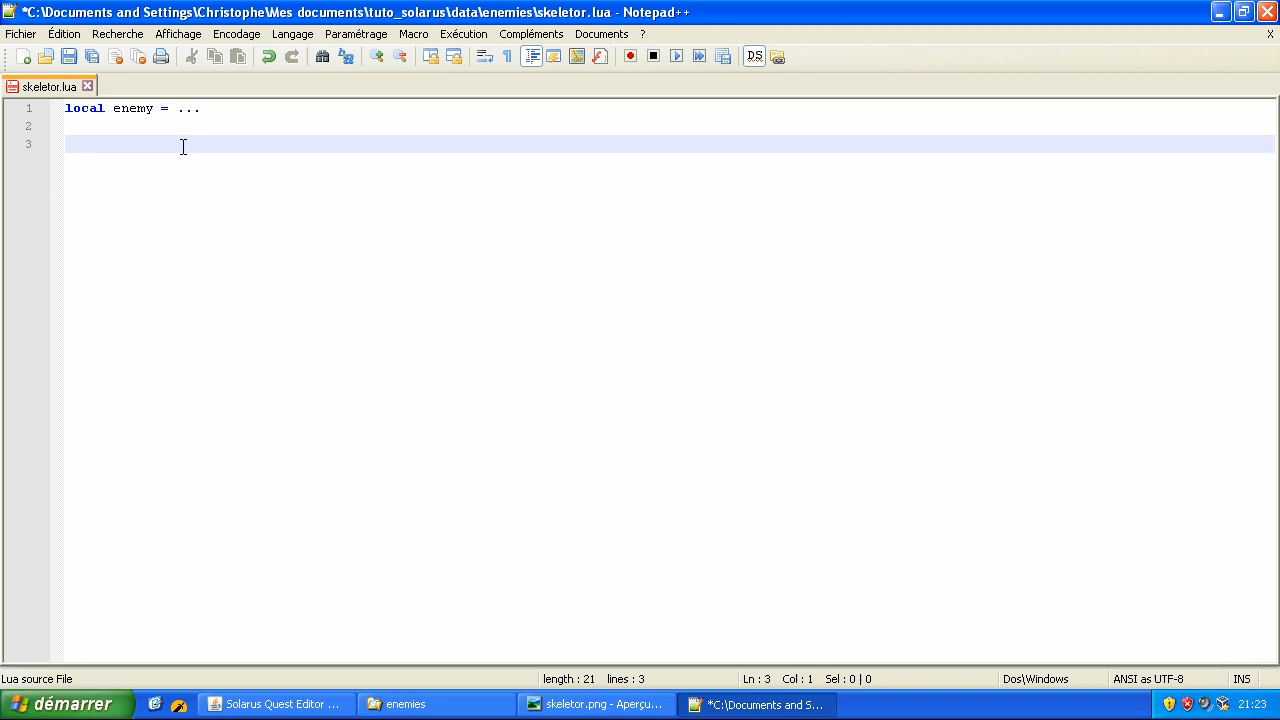 *C:\Documents and Settings\Christophe\Mes documents\tuto_solarus\data\enemies\skeletor.lua - Notepad++
Fichier Édition Recherche Affichage Encodage Langage Paramétrage Macro Exécution Compléments Documents ? X
skeletor.lua
1 local enemy = ...
2
3
Lua source File length : 21 lines : 3 Ln : 3 Col : 1 Sel : 0 | 0 Dos\Windows ANSI as UTF-8 INS
démarrer Solarus Quest Editor ... enemies skeletor.png - Aperçu... *C:\Documents and S... 21:23